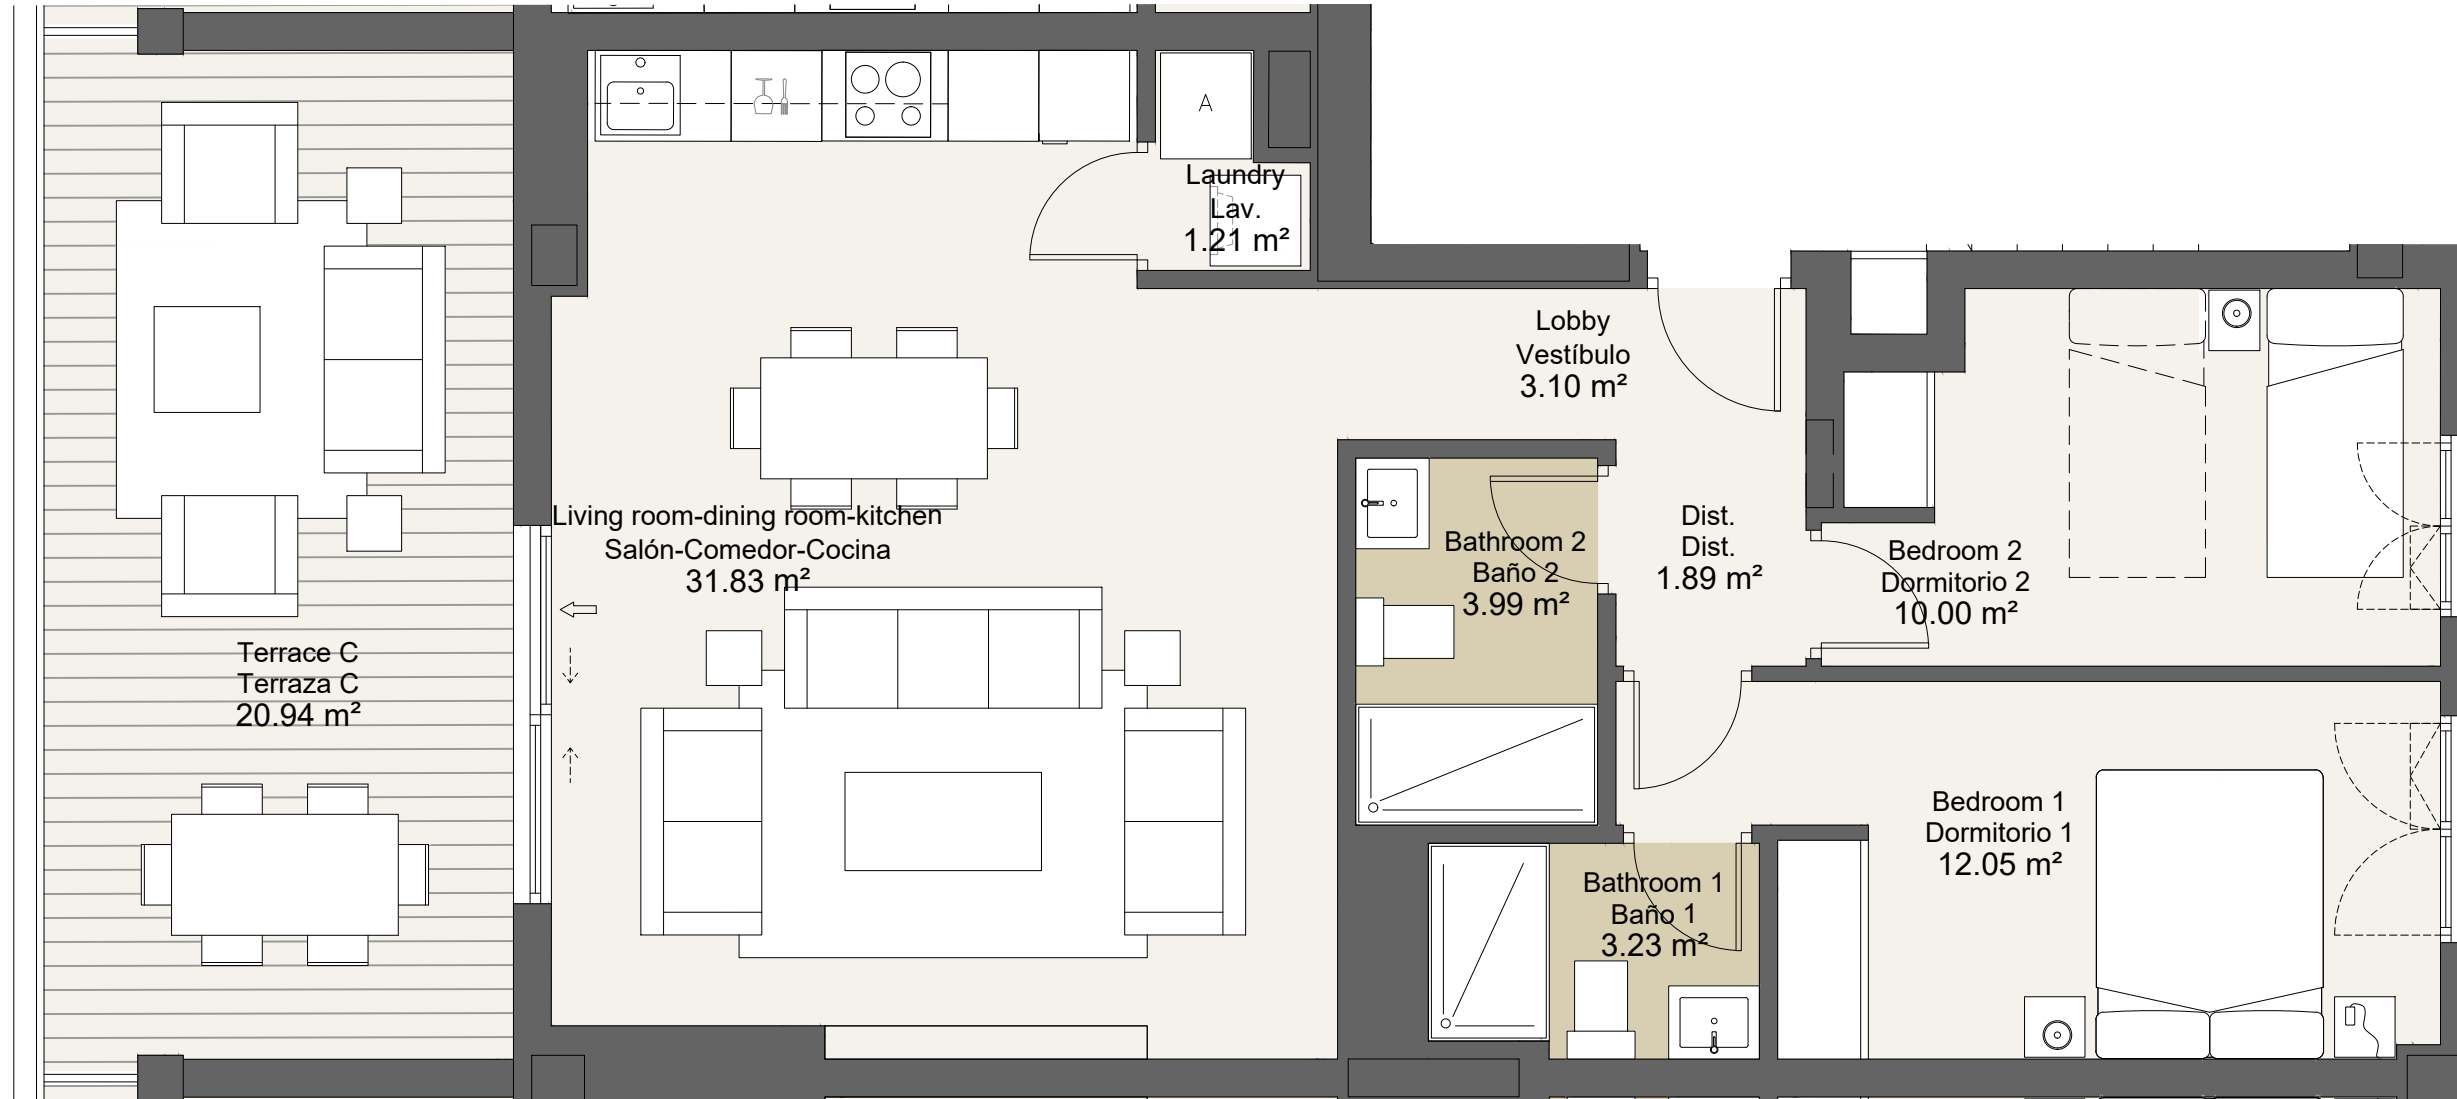 A
Laundry
Lav.
1.21 m²
Lobby
Vestíbulo
3.10 m²
Living room-dining room-kitchen
Salón-Comedor-Cocina
31.83 m²
Bathroom 2
Baño 2
3.99 m²
Dist.
Dist.
1.89 m²
Bedroom 2
Dormitorio 2
10.00 m²
Terrace C
Terraza C
20.94 m²
Bedroom 1
Dormitorio 1
12.05 m²
Bathroom 1
Baño 1
3.23 m²